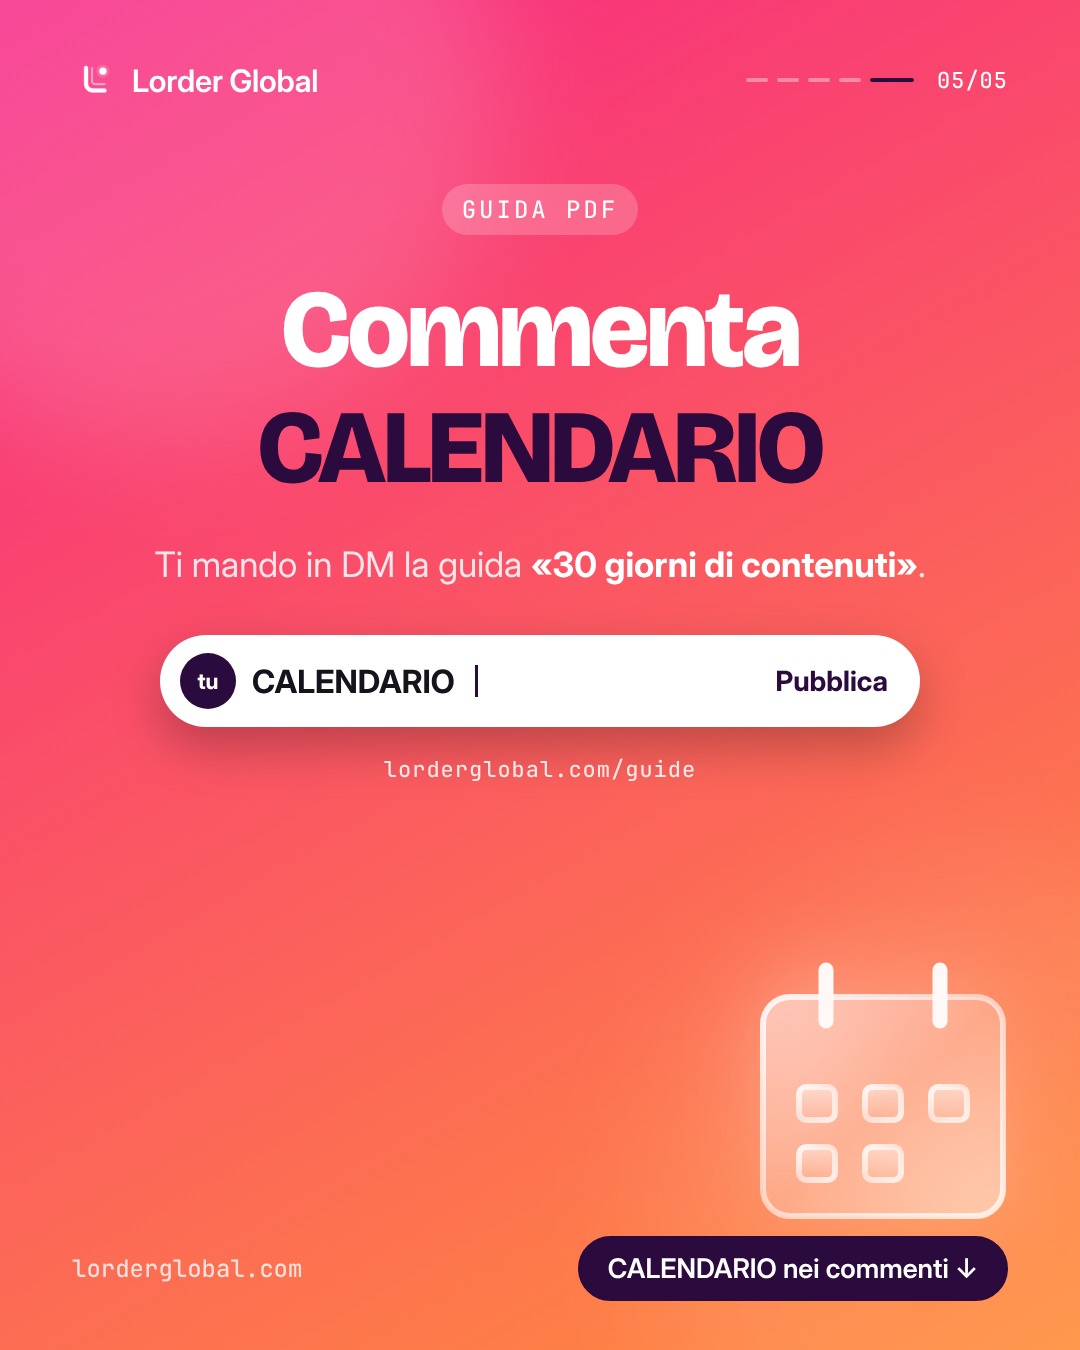 Lorder Global
05/05
GUIDA PDF
Commenta
CALENDARIO
Ti mando in DM la guida «30 giorni di contenuti».
tu CALENDARIO Pubblica
lorderglobal.com/guide
lorderglobal.com
CALENDARIO nei commenti ↓